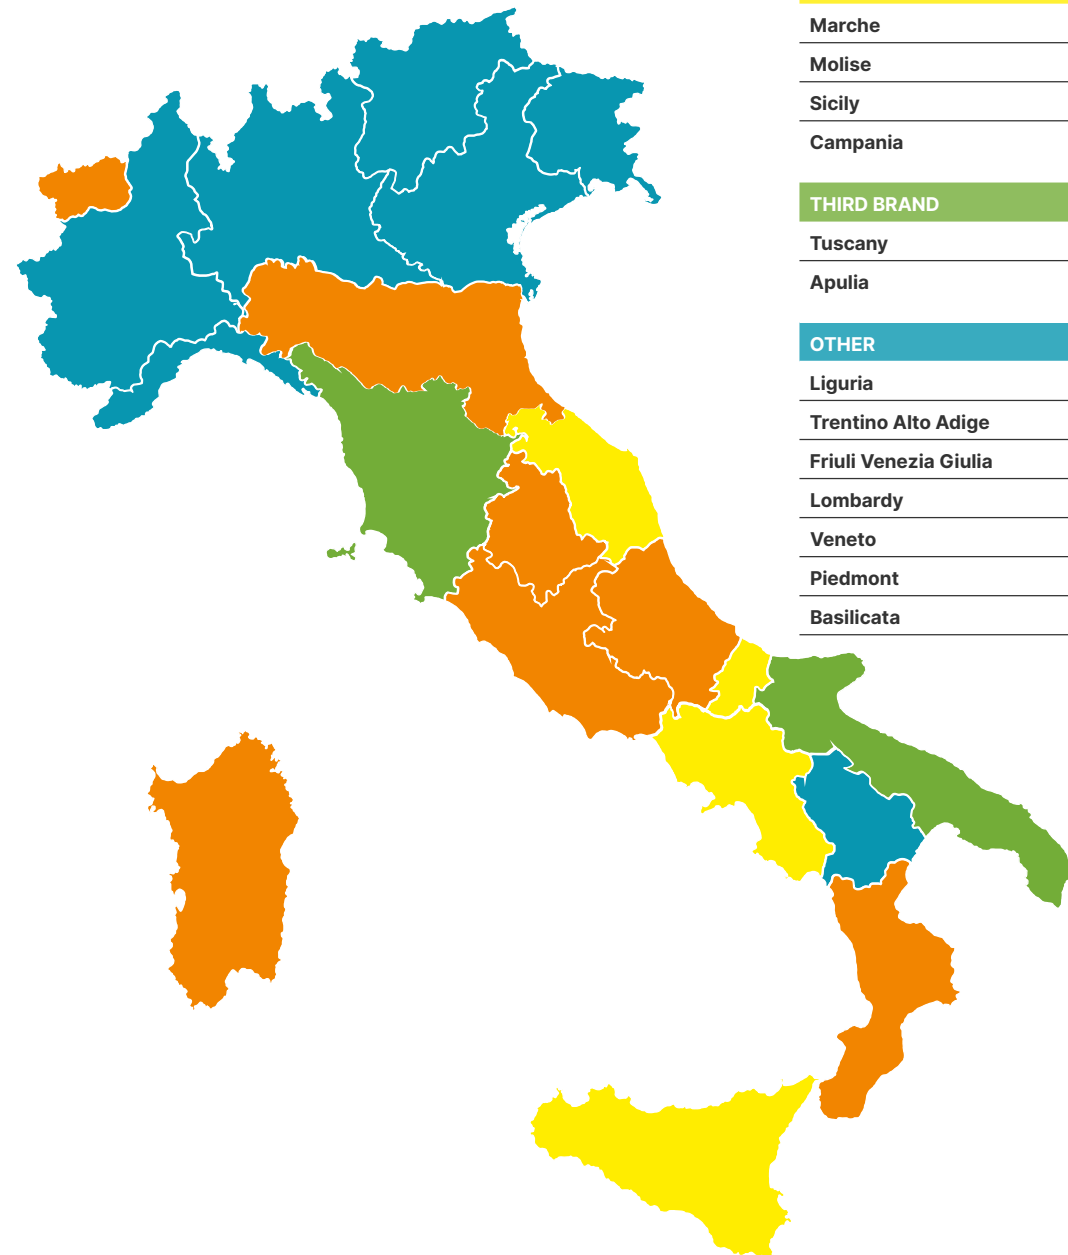 Marche
Molise
Sicily
Campania
THIRD BRAND
Tuscany
Apulia
OTHER
Liguria
Trentino Alto Adige
Friuli Venezia Giulia
Lombardy
Veneto
Piedmont
Basilicata